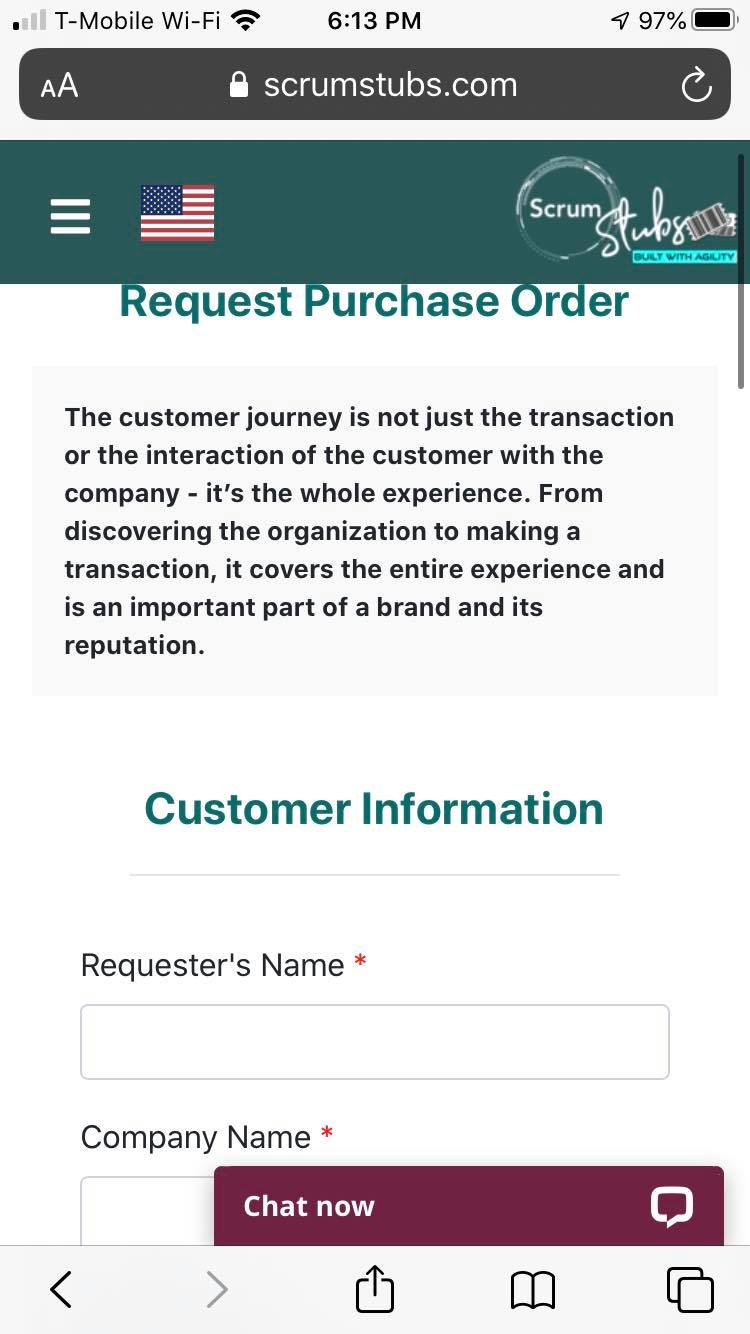 T-Mobile Wi-Fi 6:13 PM 97%
AA scrumstubs.com
Scrum
Stubs
BUILT WITH AGILITY
Request Purchase Order
The customer journey is not just the transaction
or the interaction of the customer with the
company - it’s the whole experience. From
discovering the organization to making a
transaction, it covers the entire experience and
is an important part of a brand and its
reputation.
Customer Information
Requester's Name *
Company Name *
Chat now